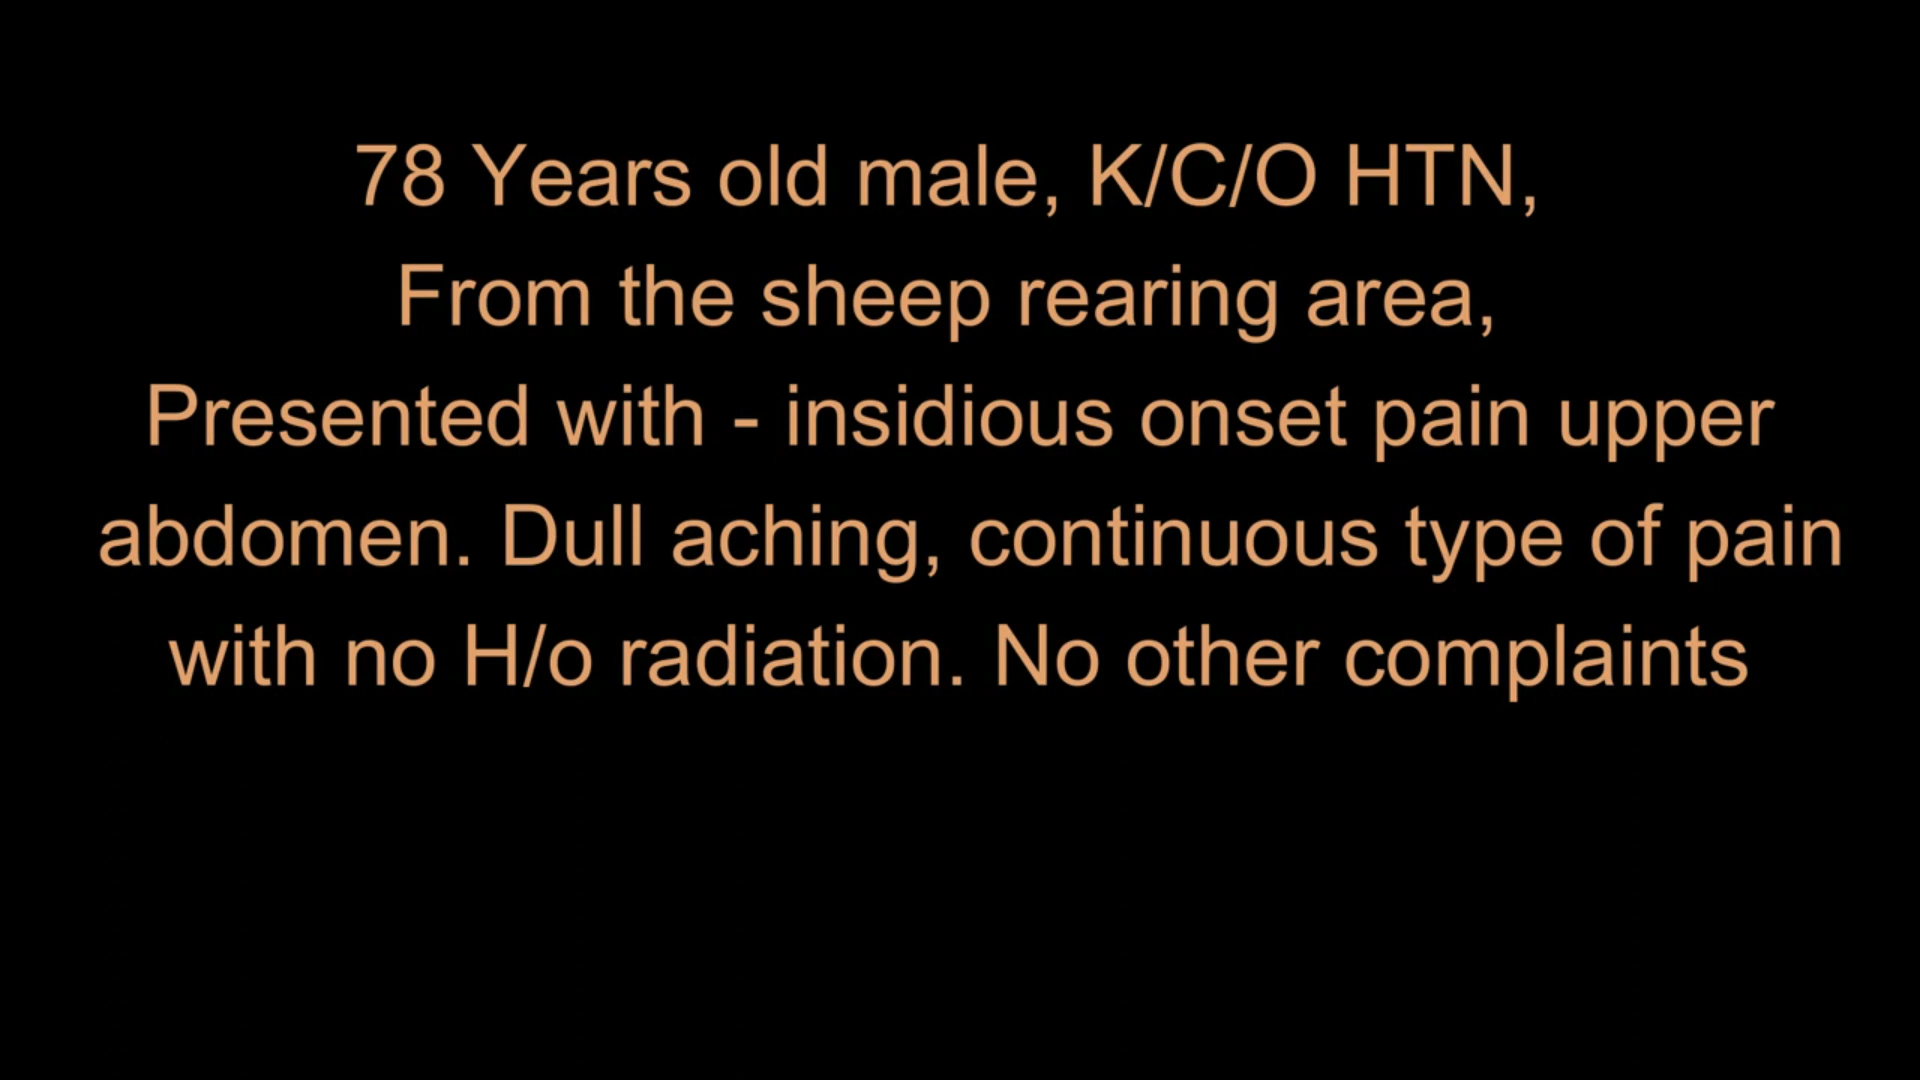 78 Years old male, K/C/O HTN,
From the sheep rearing area,
Presented with - insidious onset pain upper
abdomen. Dull aching, continuous type of pain
with no H/o radiation. No other complaints